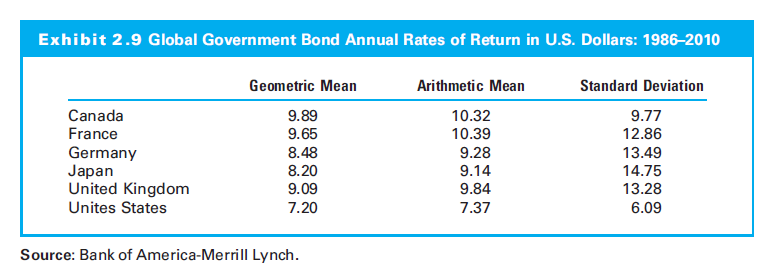 Exhibit 2.9 Global Government Bond Annual Rates of Return in U.S. Dollars: 1986–2010
Geometric Mean Arithmetic Mean Standard Deviation
Canada 9.89 10.32 9.77
France 9.65 10.39 12.86
Germany 8.48 9.28 13.49
Japan 8.20 9.14 14.75
United Kingdom 9.09 9.84 13.28
Unites States 7.20 7.37 6.09
Source: Bank of America-Merrill Lynch.